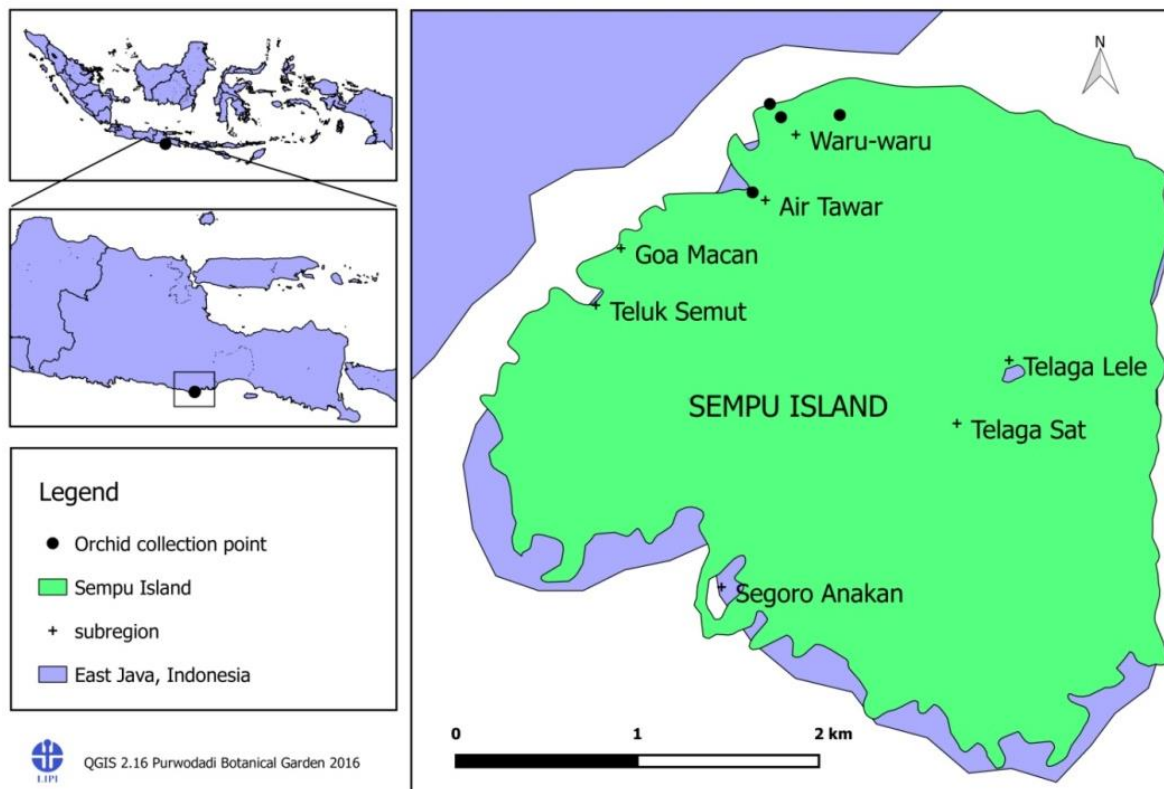 Legend
Orchid collection point
Sempu Island
subregion
East Java, Indonesia
LIPI
QGIS 2.16 Purwodadi Botanical Garden 2016
N
Waru-waru
Air Tawar
Goa Macan
Teluk Semut
Telaga Lele
SEMPU ISLAND
Telaga Sat
Segoro Anakan
0 1 2 km